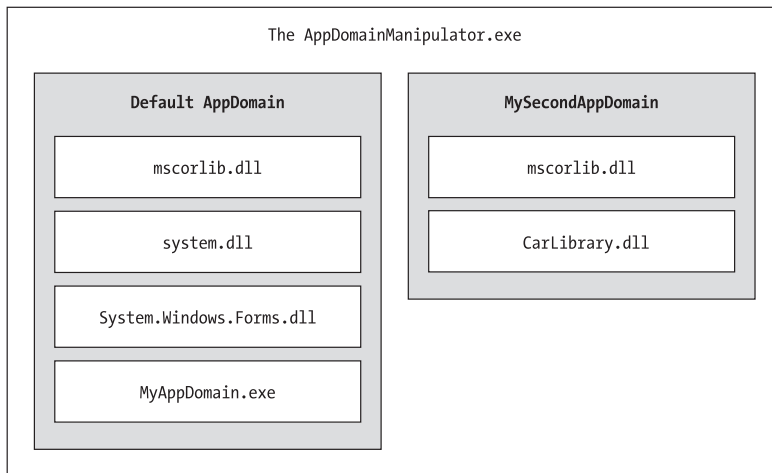 The AppDomainManipulator.exe
Default AppDomain
mscorlib.dll
system.dll
System.Windows.Forms.dll
MyAppDomain.exe
MySecondAppDomain
mscorlib.dll
CarLibrary.dll